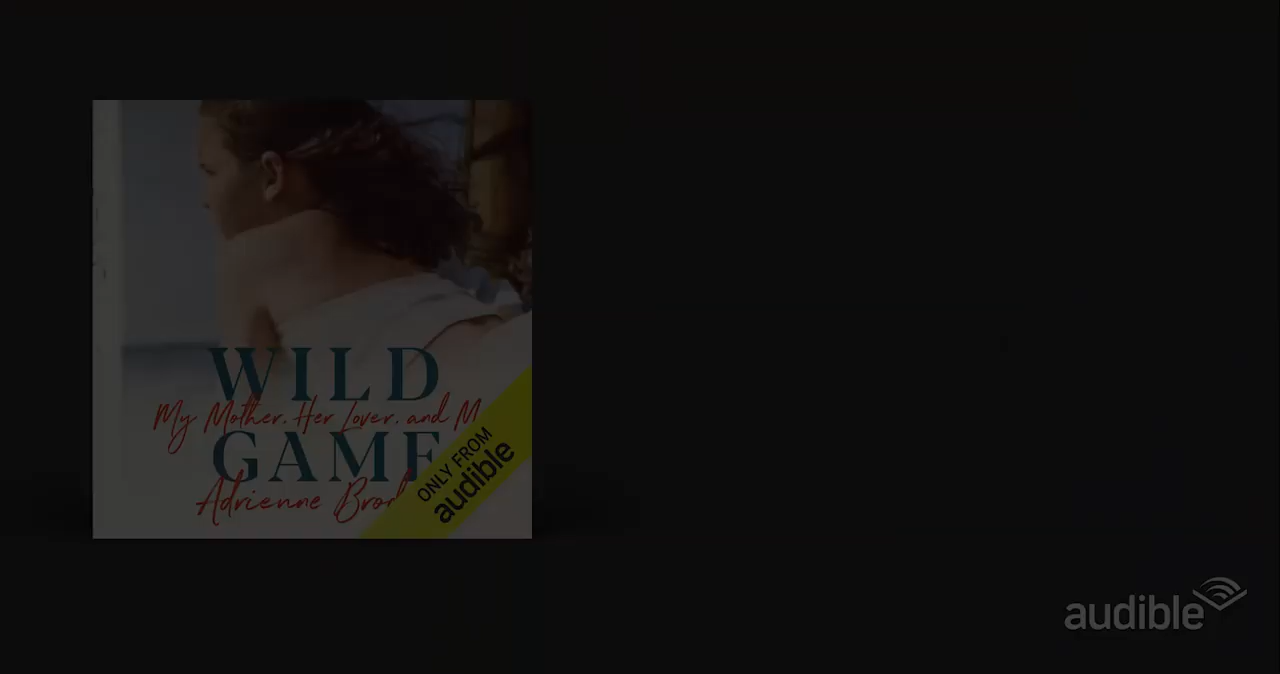 WILD
My Mother, Her Lover, and M
GAME
Adrienne Brod
ONLY FROM
audible
audible